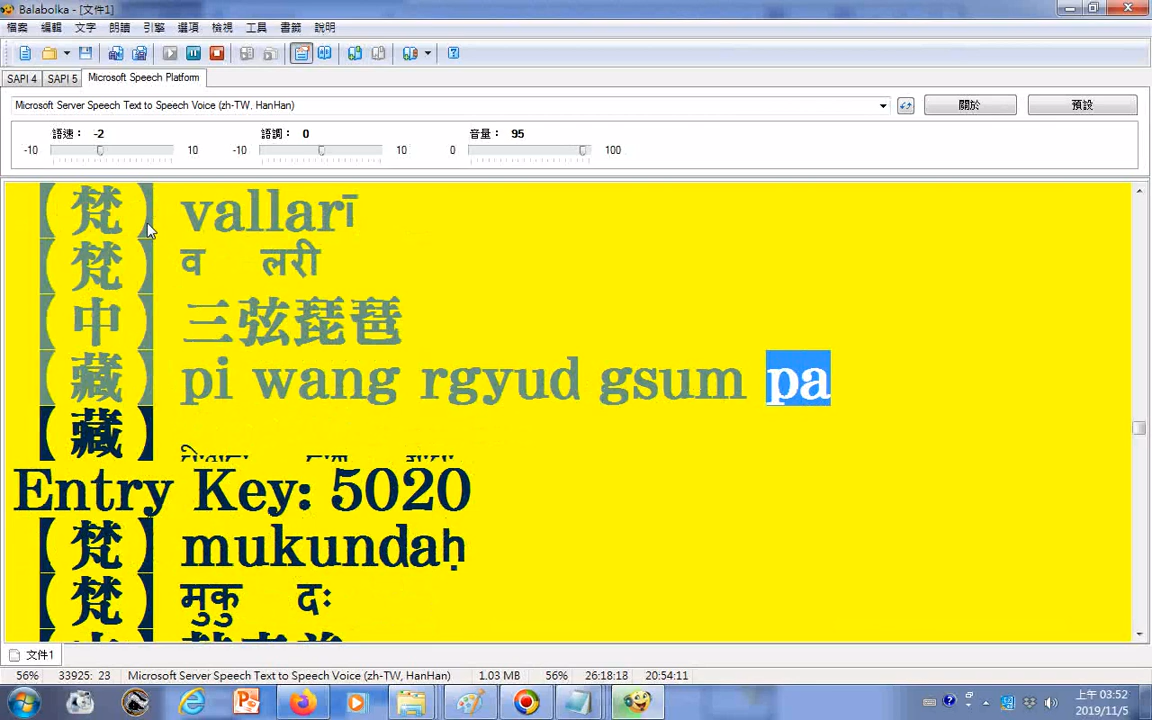 Balabolka - [文件1]
檔案 編輯 文字 朗讀 引擎 選項 檢視 工具 書籤 說明
SAPI 4 SAPI 5 Microsoft Speech Platform
Microsoft Server Speech Text to Speech Voice (zh-TW, HanHan) 關於 預設
語速： -2 語調： 0 音量： 95
-10 10 -10 10 0 100
【梵】 vallarī
【梵】 व लरी
【中】 三弦琵琶
【藏】 pi wang rgyud gsum pa
【藏】
Entry Key: 5020
【梵】 mukundaḥ
【梵】 मुकु दः
文件1
56% 33925: 23 Microsoft Server Speech Text to Speech Voice (zh-TW, HanHan) 1.03 MB 56% 26:18:18 20:54:11
上午 03:52
2019/11/5